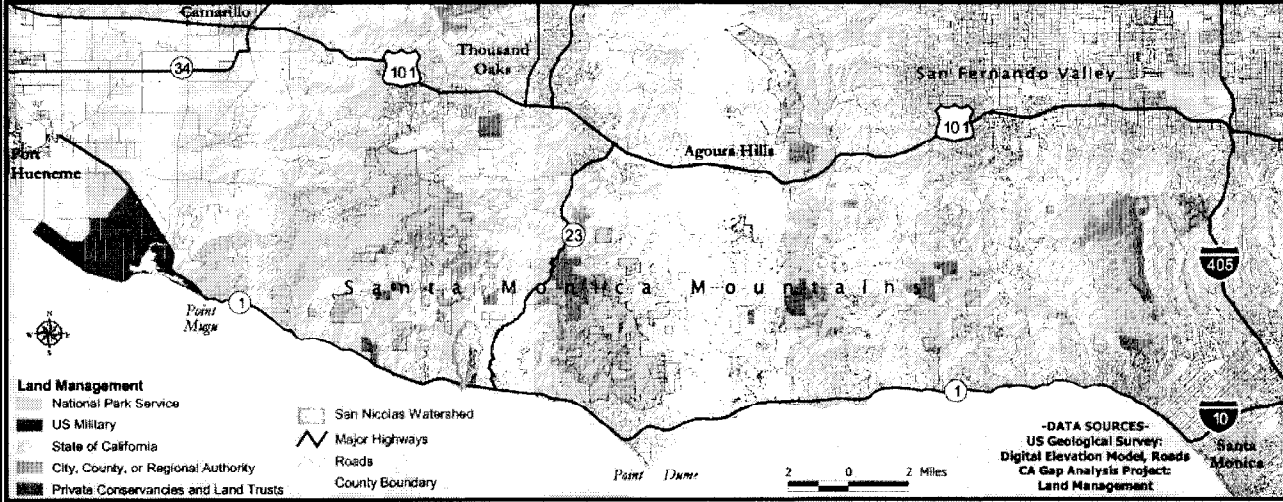 Camarillo
34
101
Thousand
Oaks
San Fernando Valley
101
Port
Hueneme
Agoura Hills
23
405
Santa Monica Mountains
1
Point
Mugu
N
W
E
S
1
10
Santa
Monica
Land Management
National Park Service
US Military
State of California
City, County, or Regional Authority
Private Conservancies and Land Trusts
San Nicolas Watershed
Major Highways
Roads
County Boundary
Point Dume
2 0 2 Miles
-DATA SOURCES-
US Geological Survey:
Digital Elevation Model, Roads
CA Gap Analysis Project:
Land Management